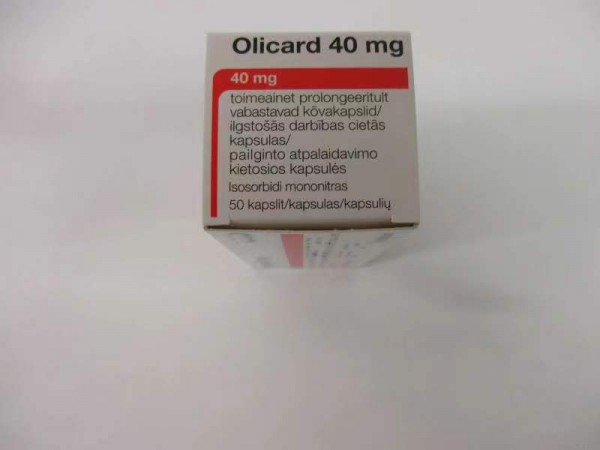 Olicard 40 mg
40 mg
toimeainet prolongeeritult
vabastavad kõvakapslid/
ilgstošās darbības cietās
kapsulas/
pailginto atpalaidavimo
kietosios kapsulės
Isosorbidi mononitras
50 kapslit/kapsulas/kapsulių